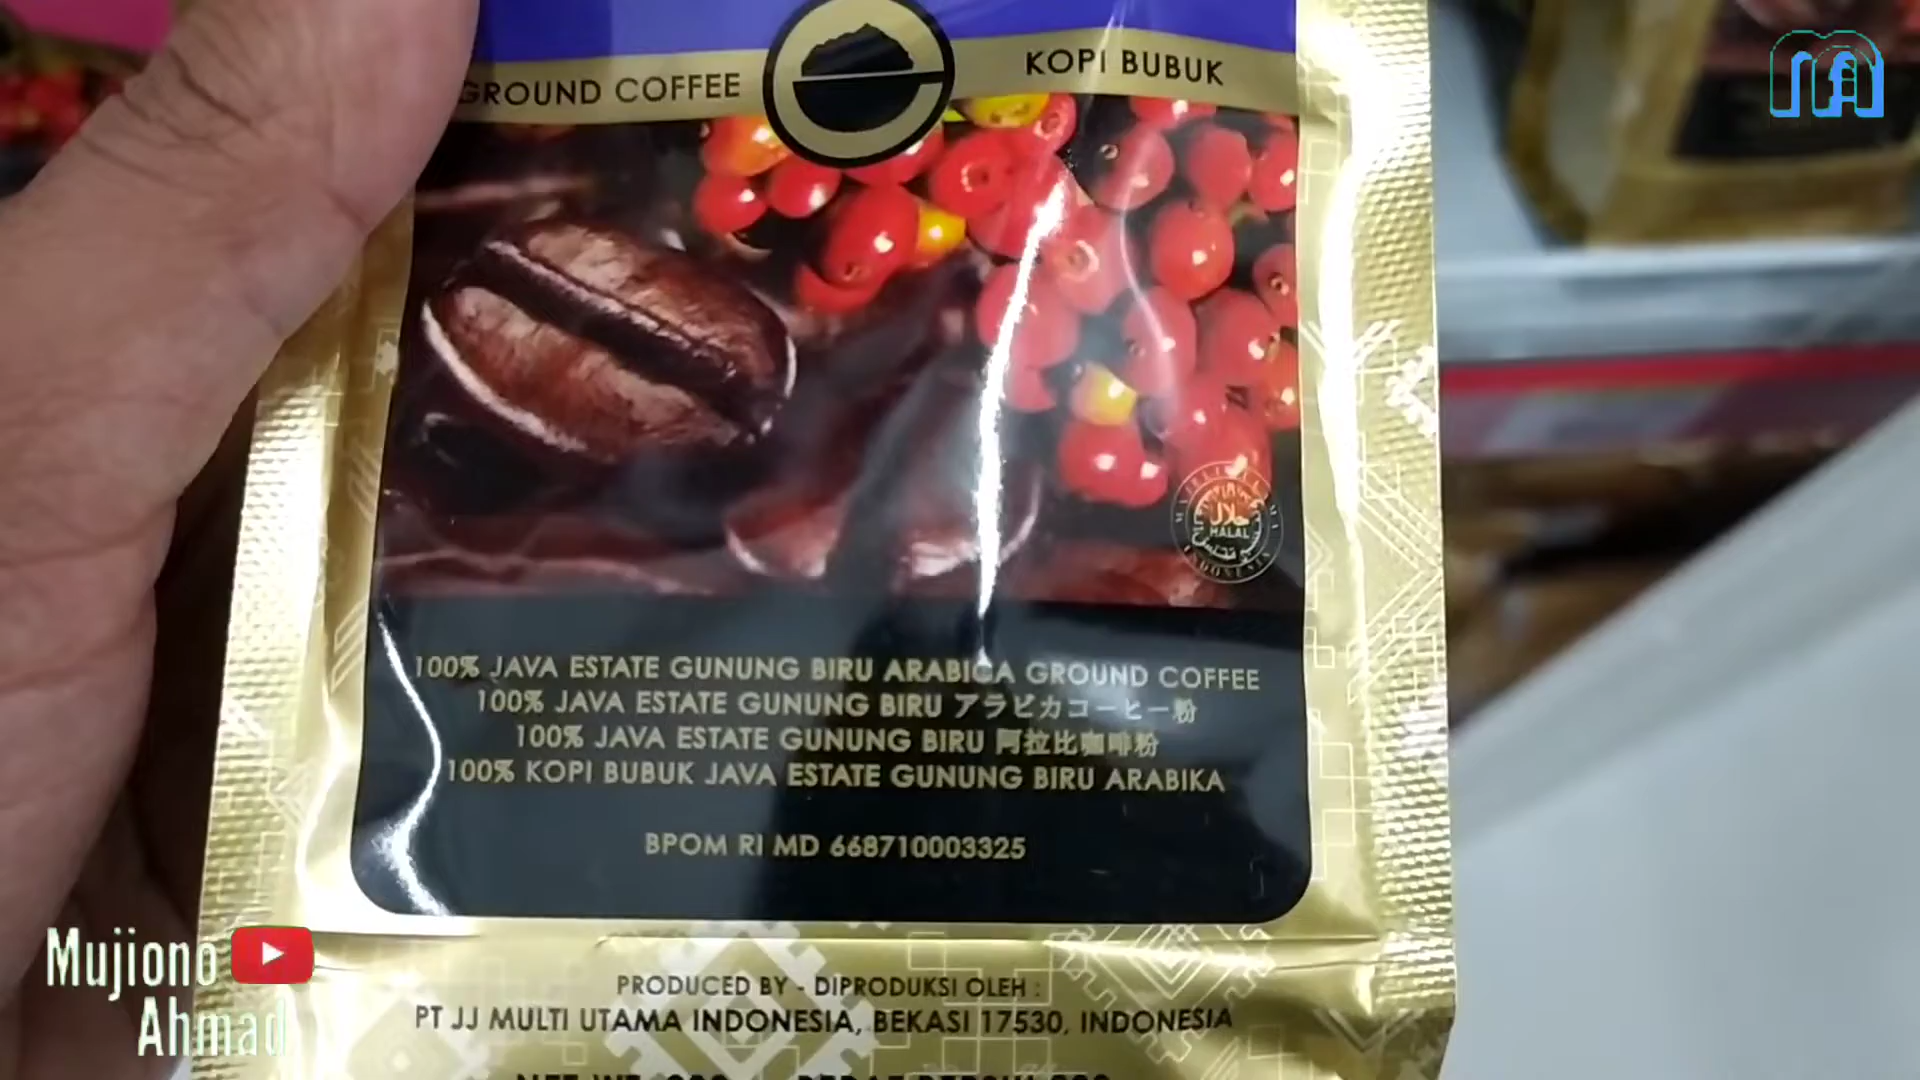 GROUND COFFEE
KOPI BUBUK
حلال
HALAL
INDONESIA
100% JAVA ESTATE GUNUNG BIRU ARABICA GROUND COFFEE
100% JAVA ESTATE GUNUNG BIRU アラビカコーヒー粉
100% JAVA ESTATE GUNUNG BIRU 阿拉比咖啡粉
100% KOPI BUBUK JAVA ESTATE GUNUNG BIRU ARABIKA
BPOM RI MD 668710003325
PRODUCED BY - DIPRODUKSI OLEH :
PT JJ MULTI UTAMA INDONESIA, BEKASI 17530, INDONESIA
Mujiono
Ahmad